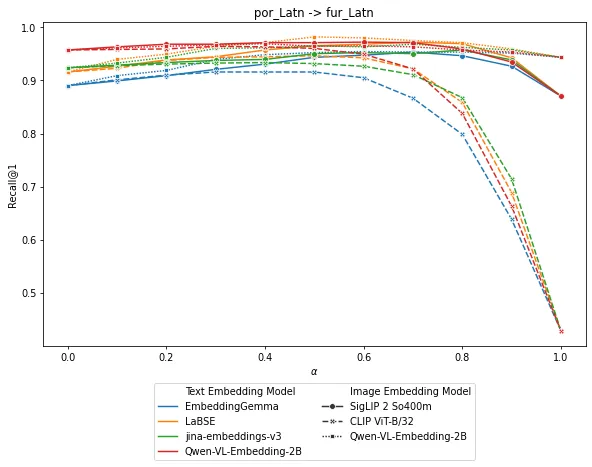 por_Latn -> fur_Latn
1.0
0.9
0.8
0.7
0.6
0.5
Recall@1
0.0 0.2 0.4 0.6 0.8 1.0
α
Text Embedding Model
EmbeddingGemma
LaBSE
jina-embeddings-v3
Qwen-VL-Embedding-2B
Image Embedding Model
SigLIP 2 So400m
CLIP ViT-B/32
Qwen-VL-Embedding-2B